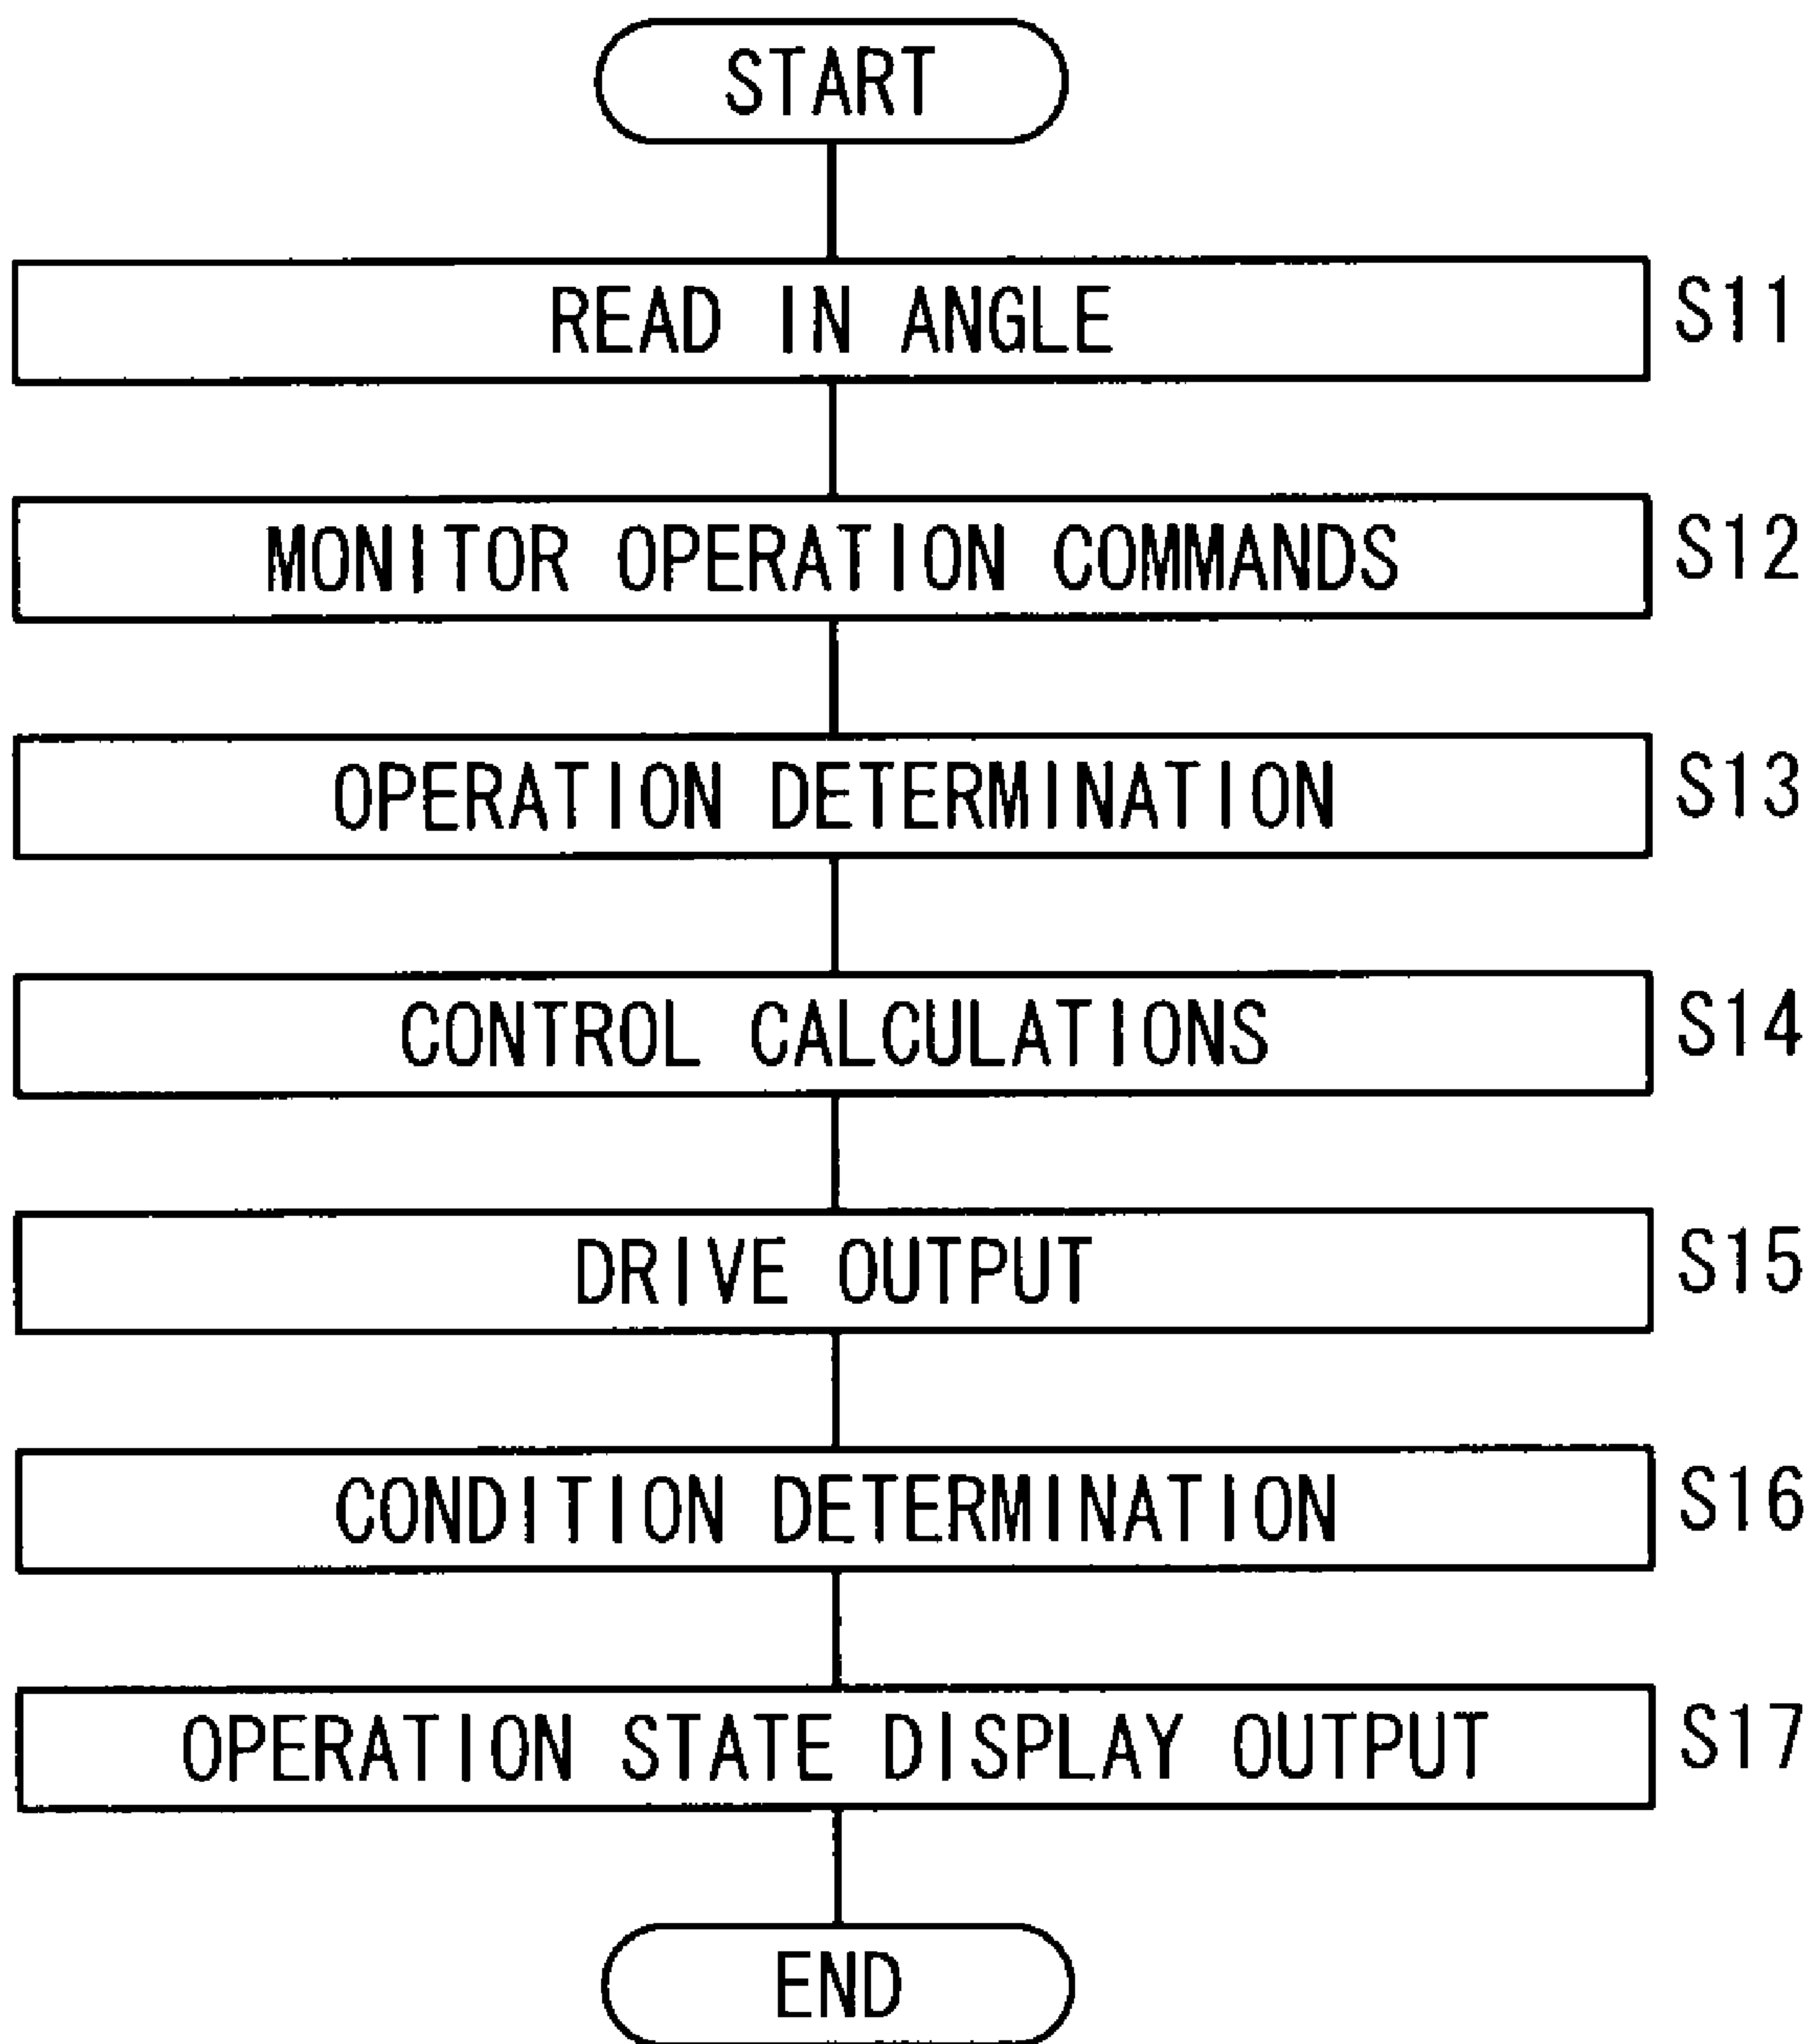 START
READ IN ANGLE S11
MONITOR OPERATION COMMANDS S12
OPERATION DETERMINATION S13
CONTROL CALCULATIONS S14
DRIVE OUTPUT S15
CONDITION DETERMINATION S16
OPERATION STATE DISPLAY OUTPUT S17
END